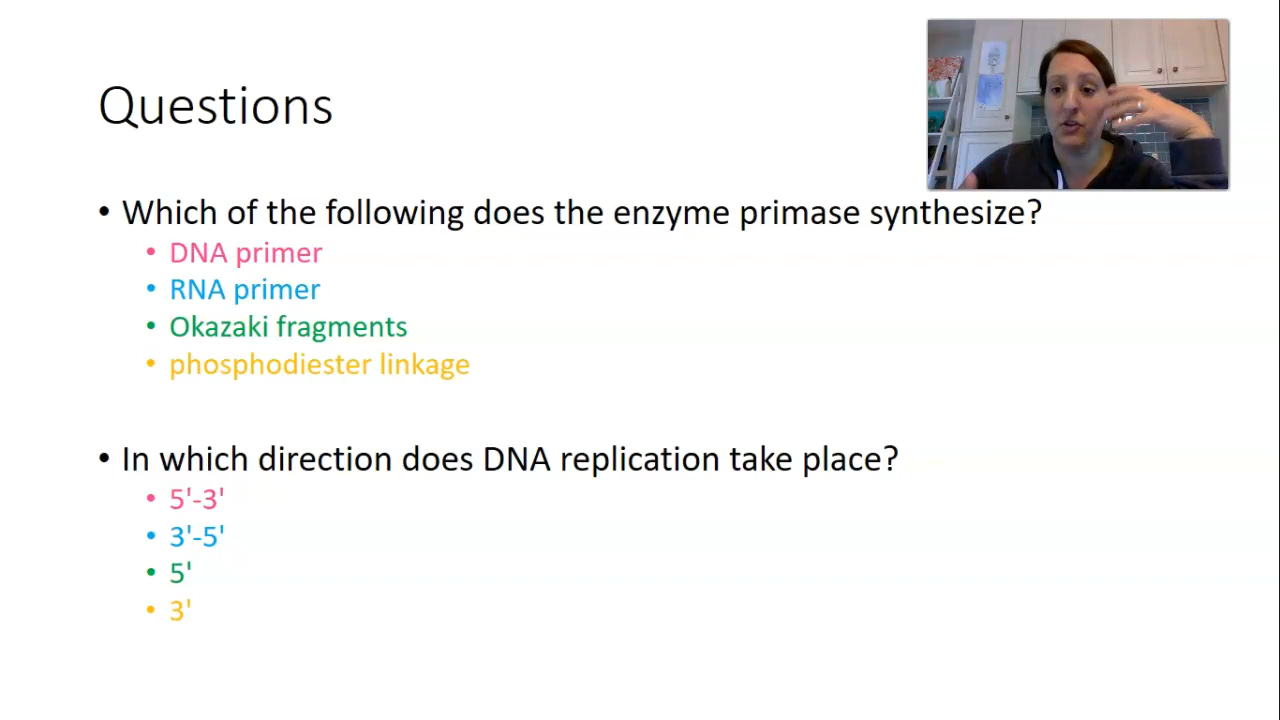 Questions
• Which of the following does the enzyme primase synthesize?
• DNA primer
• RNA primer
• Okazaki fragments
• phosphodiester linkage
• In which direction does DNA replication take place?
• 5'-3'
• 3'-5'
• 5'
• 3'